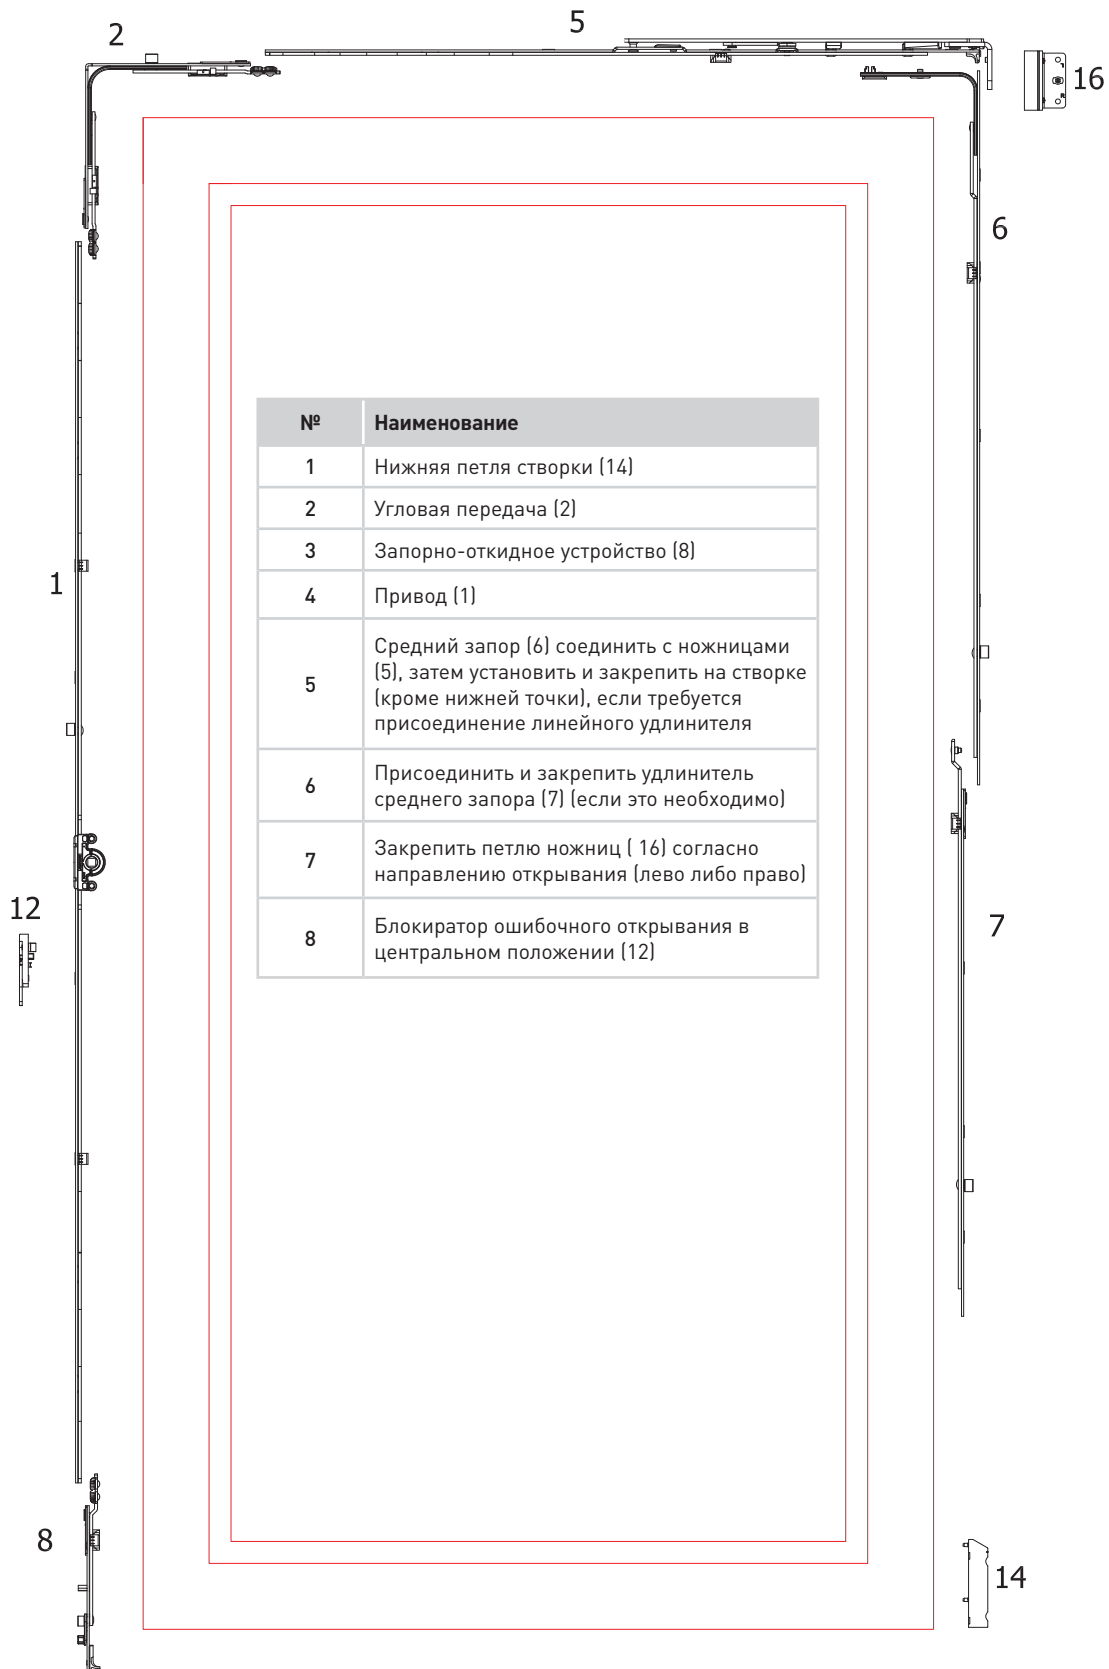 2
5
16
6
№ Наименование
1 Нижняя петля створки (14)
2 Угловая передача (2)
3 Запорно-откидное устройство (8)
4 Привод (1)
5 Средний запор (6) соединить с ножницами
(5), затем установить и закрепить на створке
(кроме нижней точки), если требуется
присоединение линейного удлинителя
6 Присоединить и закрепить удлинитель
среднего запора (7) (если это необходимо)
7 Закрепить петлю ножниц ( 16) согласно
направлению открывания (лево либо право)
8 Блокиратор ошибочного открывания в
центральном положении (12)
1
12
7
8
14